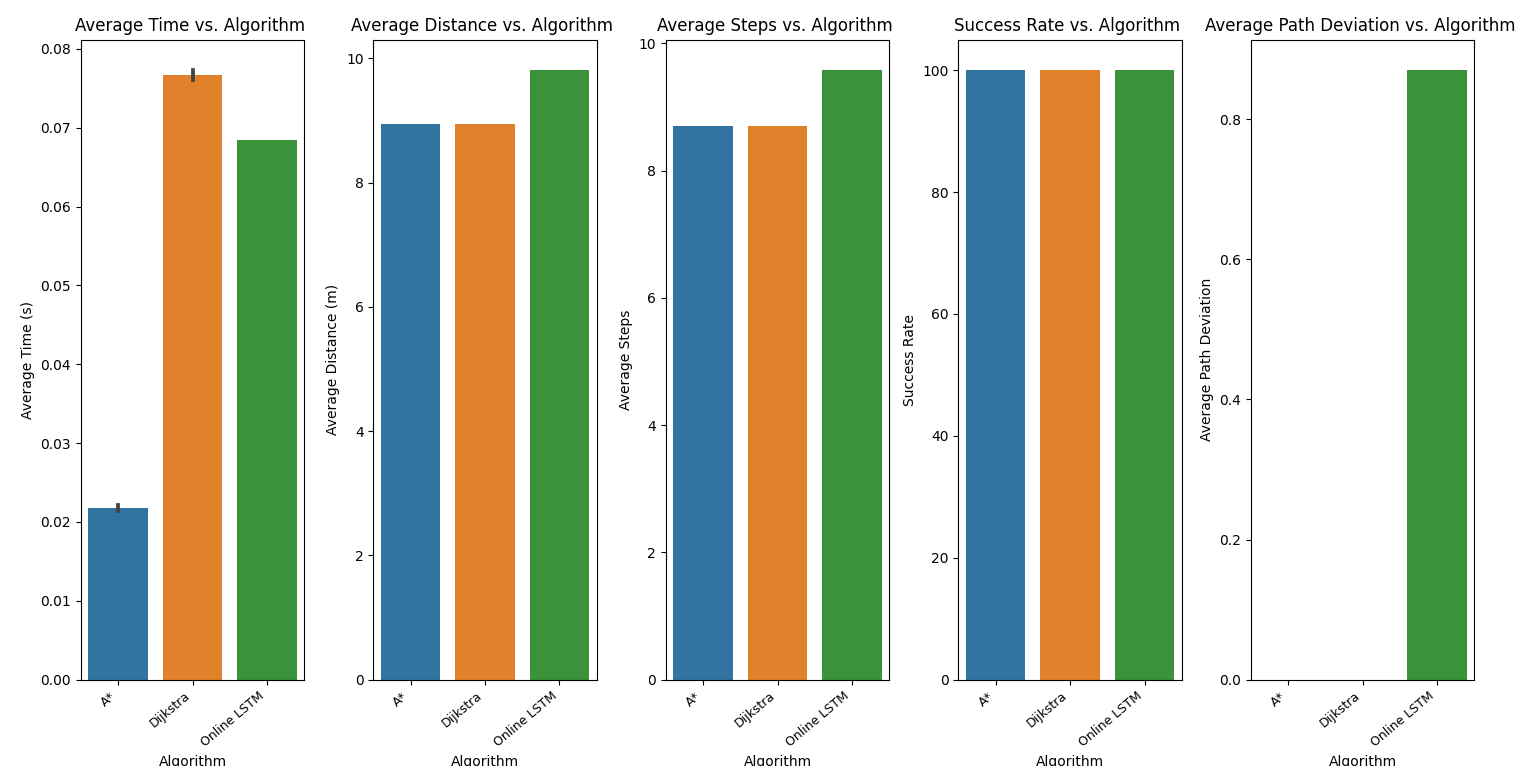 Average Time vs. Algorithm
Average Time (s)
0.08
0.07
0.06
0.05
0.04
0.03
0.02
0.01
0.00
A*
Dijkstra
Online LSTM
Algorithm
Average Distance vs. Algorithm
Average Distance (m)
10
8
6
4
2
0
A*
Dijkstra
Online LSTM
Algorithm
Average Steps vs. Algorithm
Average Steps
10
8
6
4
2
0
A*
Dijkstra
Online LSTM
Algorithm
Success Rate vs. Algorithm
Success Rate
100
80
60
40
20
0
A*
Dijkstra
Online LSTM
Algorithm
Average Path Deviation vs. Algorithm
Average Path Deviation
0.8
0.6
0.4
0.2
0.0
A*
Dijkstra
Online LSTM
Algorithm